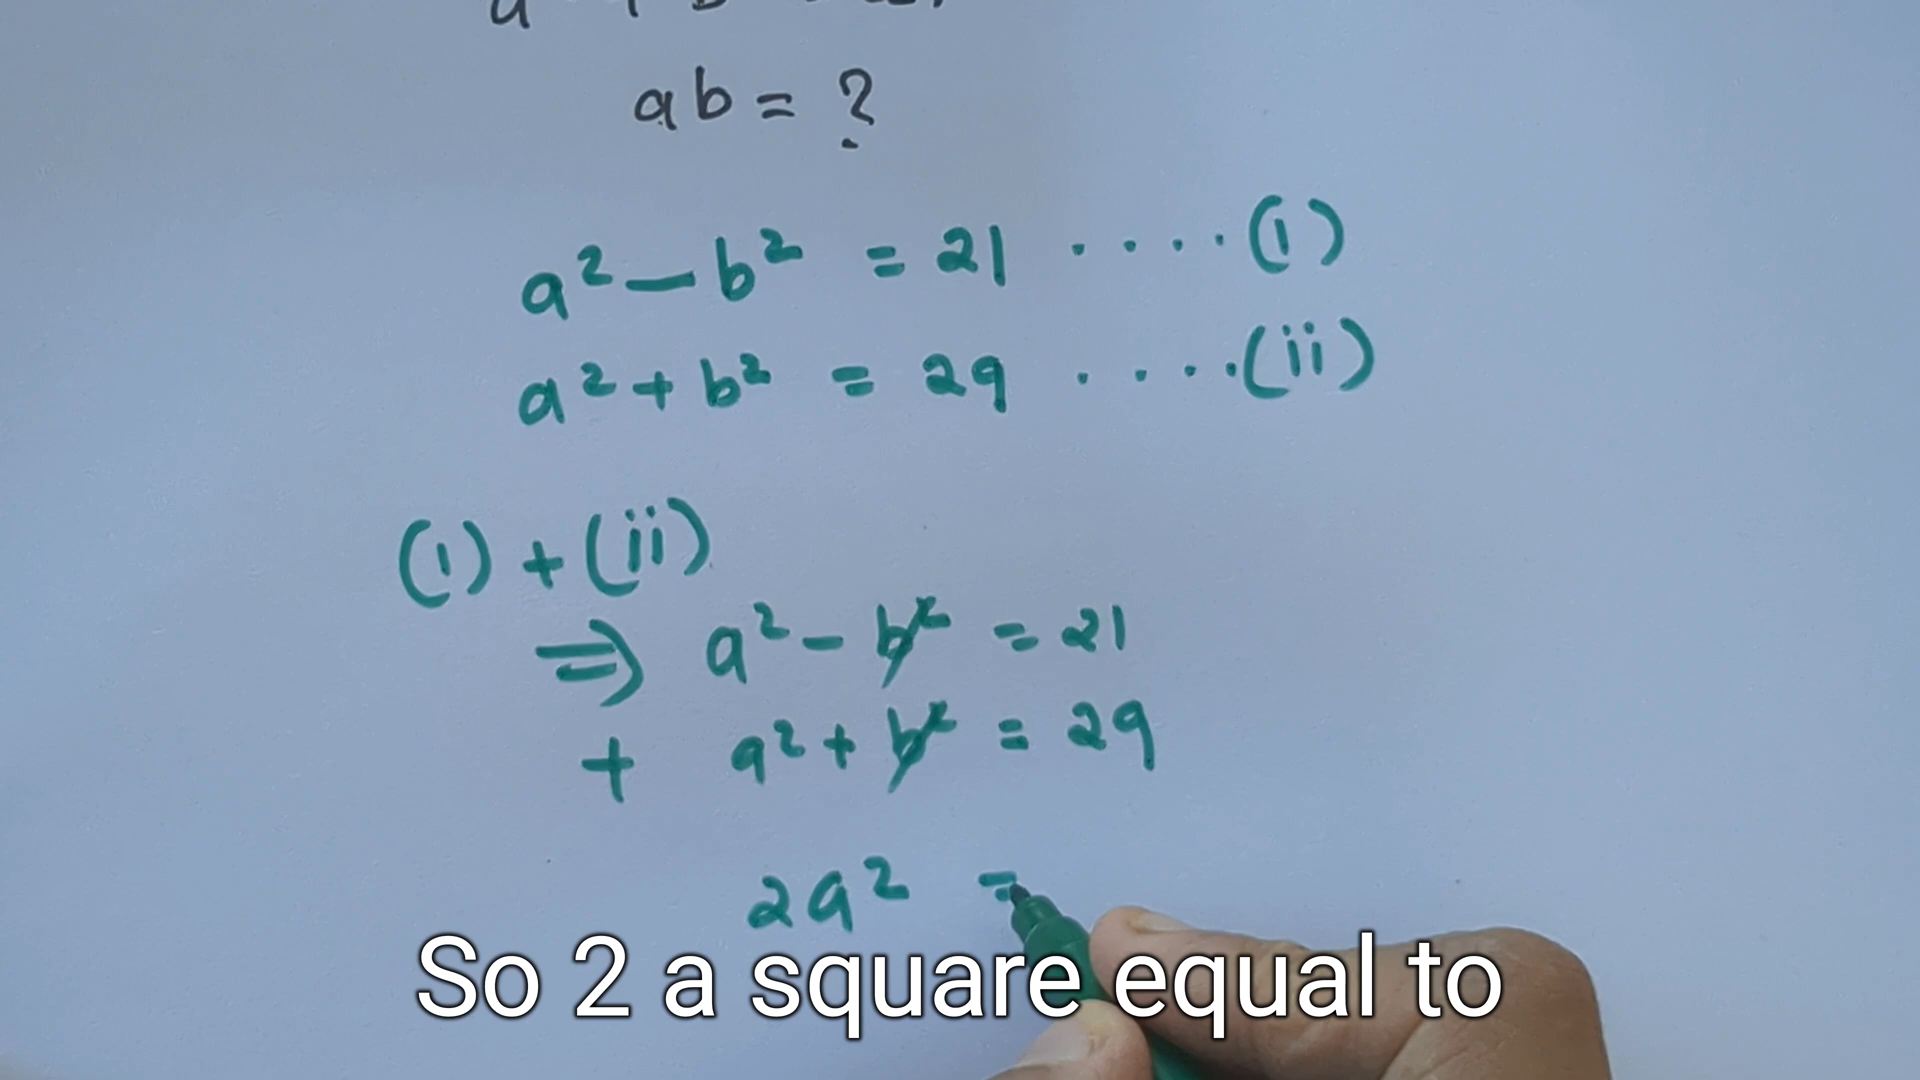 ab = ?
a² - b² = 21 ....(i)
a² + b² = 29 ....(ii)
(i) + (ii)
⇒ a² - b² = 21
+ a² + b² = 29
2a² =
So 2 a square equal to